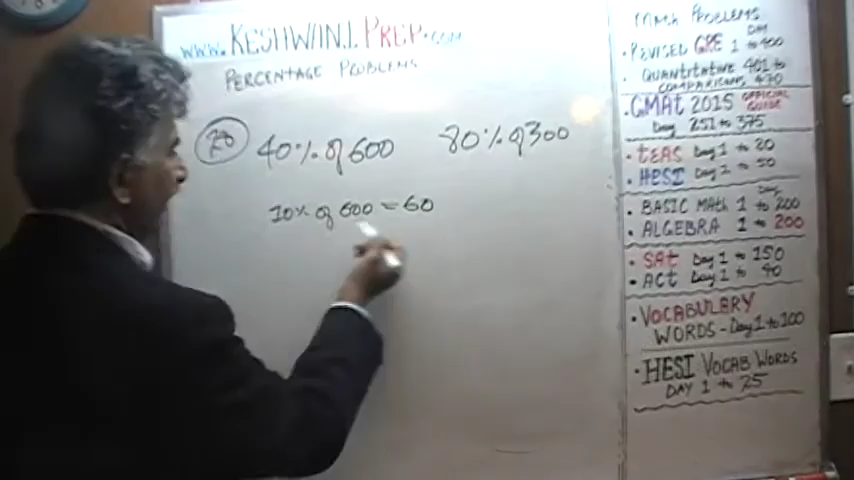 www. KESHWANI PREP.COM
PERCENTAGE PROBLEMS
40% of 600
80% of 300
10% of 600 = 60
MATH PROBLEMS
Day
• REVISED GRE 1 to 400
• QUANTITATIVE 401 to
COMPARISONS 470
• GMAT 2015 OFFICIAL GUIDE
Day 251 to 375
• TEAS Day 1 to 20
• HESI Day 1 to 50
Day
• BASIC MATH 1 to 200
• ALGEBRA 1 to 200
• SAT Day 1 to 150
• ACT Day 1 to 40
• VOCABULARY
WORDS - Day 1 to 200
• HESI VOCAB WORDS
DAY 1 to 25